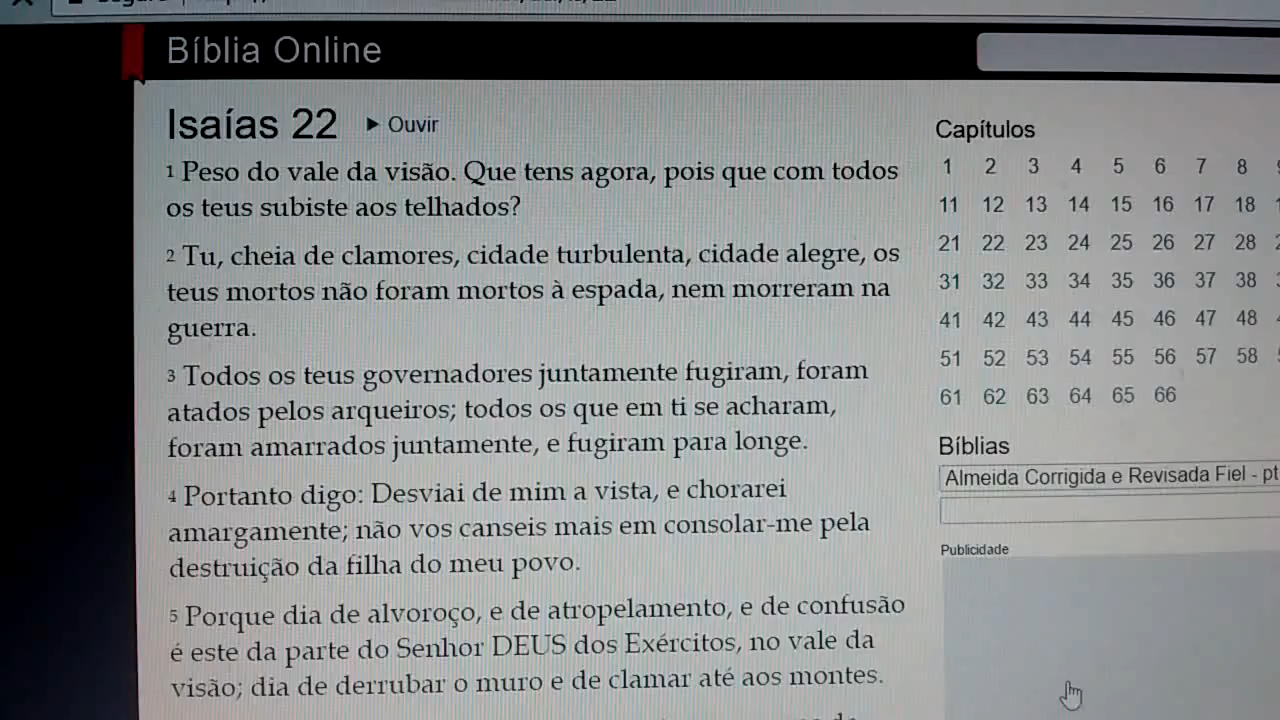 Bíblia Online
Isaías 22 ► Ouvir
1 Peso do vale da visão. Que tens agora, pois que com todos
os teus subiste aos telhados?
2 Tu, cheia de clamores, cidade turbulenta, cidade alegre, os
teus mortos não foram mortos à espada, nem morreram na
guerra.
3 Todos os teus governadores juntamente fugiram, foram
atados pelos arqueiros; todos os que em ti se acharam,
foram amarrados juntamente, e fugiram para longe.
4 Portanto digo: Desviai de mim a vista, e chorarei
amargamente; não vos canseis mais em consolar-me pela
destruição da filha do meu povo.
5 Porque dia de alvoroço, e de atropelamento, e de confusão
é este da parte do Senhor DEUS dos Exércitos, no vale da
visão; dia de derrubar o muro e de clamar até aos montes.
Capítulos
1 2 3 4 5 6 7 8
11 12 13 14 15 16 17 18
21 22 23 24 25 26 27 28
31 32 33 34 35 36 37 38
41 42 43 44 45 46 47 48
51 52 53 54 55 56 57 58
61 62 63 64 65 66
Bíblias
Almeida Corrigida e Revisada Fiel - pt
Publicidade